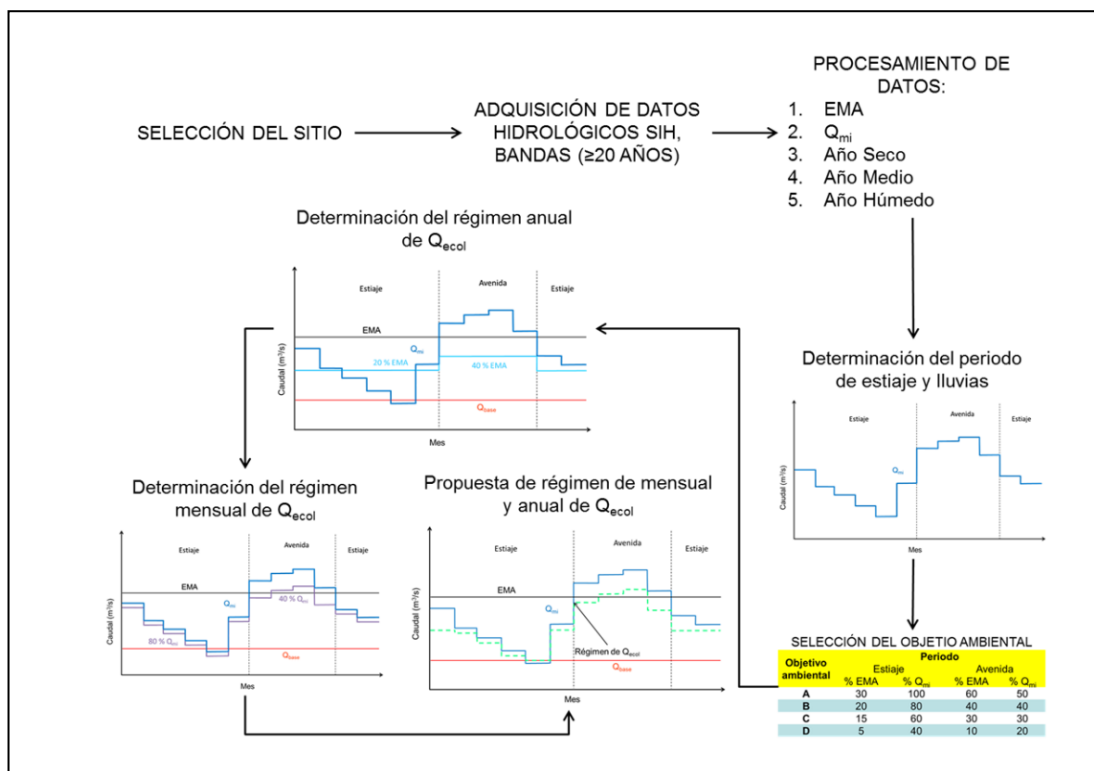 SELECCIÓN DEL SITIO
ADQUISICIÓN DE DATOS
HIDROLÓGICOS SIH,
BANDAS (≥20 AÑOS)
PROCESAMIENTO DE
DATOS:
1. EMA
2. Qmi
3. Año Seco
4. Año Medio
5. Año Húmedo
Determinación del periodo
de estiaje y lluvias
Estiaje Avenida Estiaje
Caudal (m³/s)
Qmi
Mes
SELECCIÓN DEL OBJETIO AMBIENTAL
Objetivo ambiental Periodo
Estiaje Avenida
% EMA % Qmi % EMA % Qmi
A 30 100 60 50
B 20 80 40 40
C 15 60 30 30
D 5 40 10 20
Determinación del régimen anual
de Qecol
Estiaje Avenida Estiaje
Caudal (m³/s)
EMA
Qmi
20 % EMA 40 % EMA
Qbase
Mes
Determinación del régimen
mensual de Qecol
Estiaje Avenida Estiaje
Caudal (m³/s)
EMA
Qmi 40 % Qmi
80 % Qmi
Qbase
Mes
Propuesta de régimen de mensual
y anual de Qecol
Estiaje Avenida Estiaje
Caudal (m³/s)
EMA
Qmi
Régimen de Qecol
Qbase
Mes